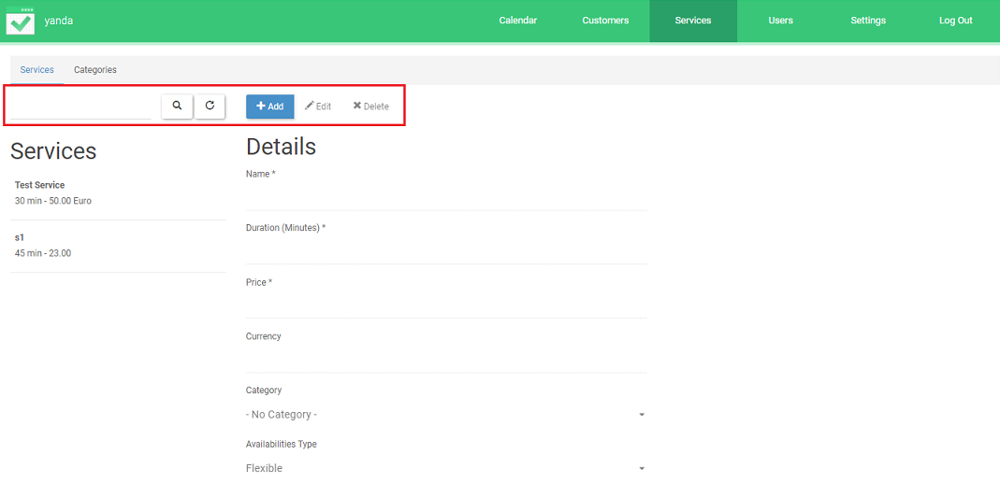 yanda
Calendar
Customers
Services
Users
Settings
Log Out
Services
Categories
Add
Edit
Delete
Services
Test Service
30 min - 50.00 Euro
s1
45 min - 23.00
Details
Name *
Duration (Minutes) *
Price *
Currency
Category
- No Category -
Availabilities Type
Flexible